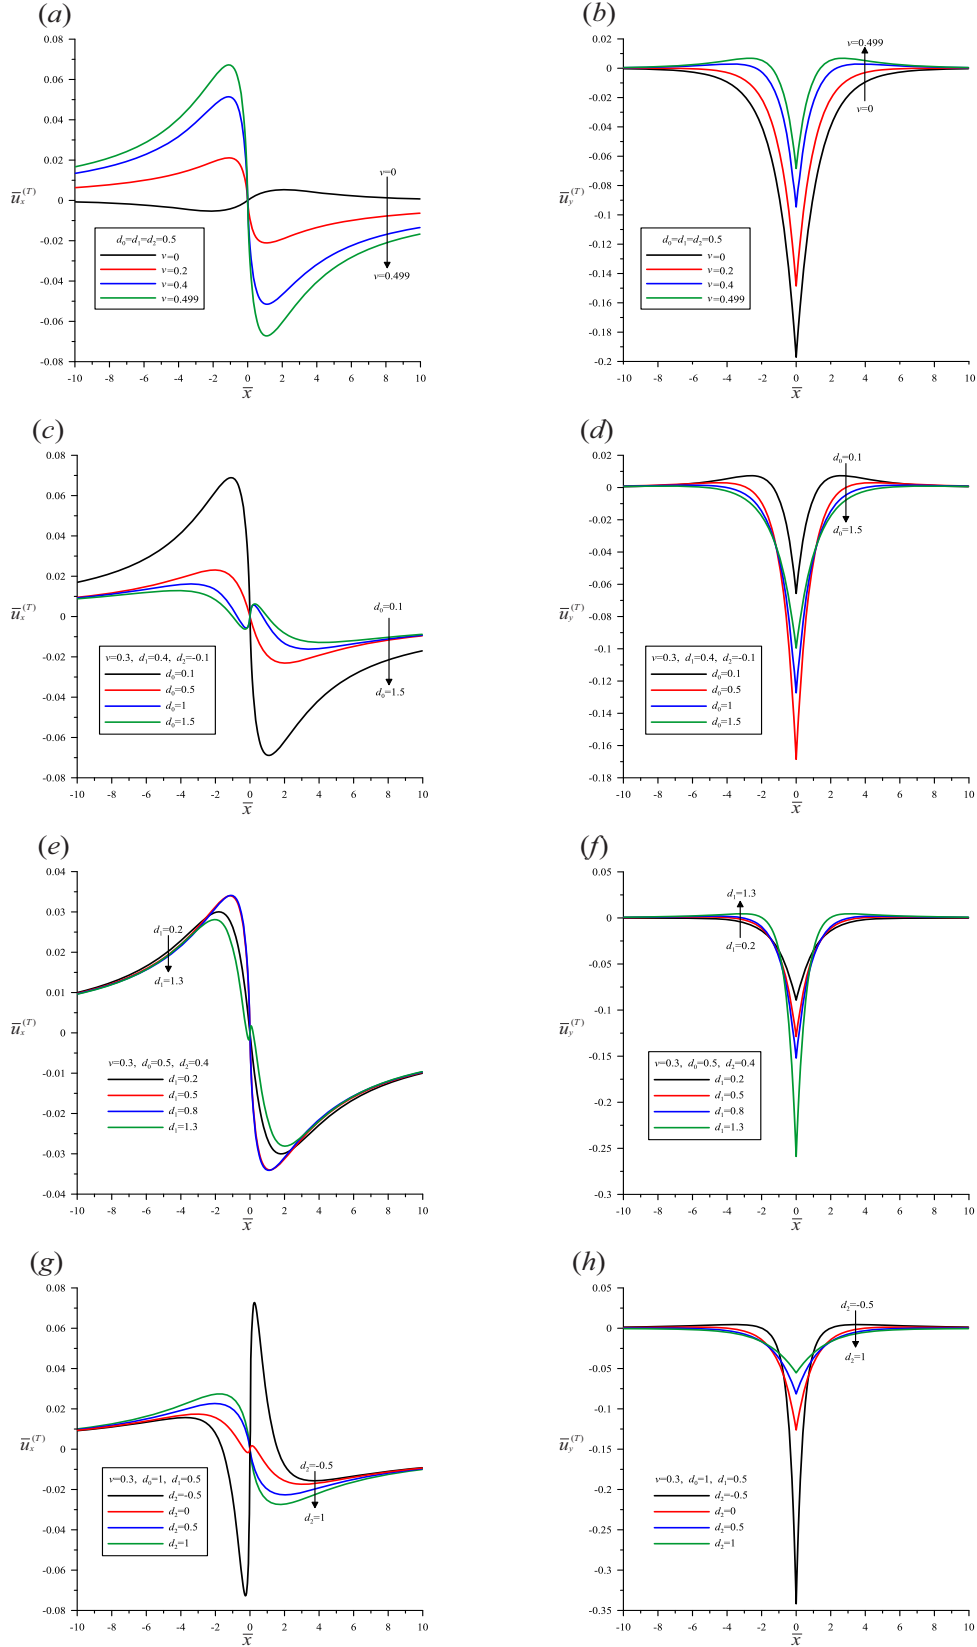 (a)
0.08
0.06
0.04
0.02
0
-0.02
-0.04
-0.06
-0.08
u̅ₓ⁽ᵀ⁾
ν=0
ν=0.499
d₀=d₁=d₂=0.5
ν=0
ν=0.2
ν=0.4
ν=0.499
-10 -8 -6 -4 -2 0 2 4 6 8 10
x̅
(b)
0.02
0
-0.02
-0.04
-0.06
-0.08
-0.1
-0.12
-0.14
-0.16
-0.18
-0.2
u̅_y⁽ᵀ⁾
ν=0.499
ν=0
d₀=d₁=d₂=0.5
ν=0
ν=0.2
ν=0.4
ν=0.499
-10 -8 -6 -4 -2 0 2 4 6 8 10
x̅
(c)
0.08
0.06
0.04
0.02
0
-0.02
-0.04
-0.06
-0.08
u̅ₓ⁽ᵀ⁾
d₀=0.1
d₀=1.5
ν=0.3, d₁=0.4, d₂=-0.1
d₀=0.1
d₀=0.5
d₀=1
d₀=1.5
-10 -8 -6 -4 -2 0 2 4 6 8 10
x̅
(d)
0.02
0
-0.02
-0.04
-0.06
-0.08
-0.1
-0.12
-0.14
-0.16
-0.18
u̅_y⁽ᵀ⁾
d₀=0.1
d₀=1.5
ν=0.3, d₁=0.4, d₂=-0.1
d₀=0.1
d₀=0.5
d₀=1
d₀=1.5
-10 -8 -6 -4 -2 0 2 4 6 8 10
x̅
(e)
0.04
0.03
0.02
0.01
0
-0.01
-0.02
-0.03
-0.04
u̅ₓ⁽ᵀ⁾
d₁=0.2
d₁=1.3
ν=0.3, d₀=0.5, d₂=0.4
d₁=0.2
d₁=0.5
d₁=0.8
d₁=1.3
-10 -8 -6 -4 -2 0 2 4 6 8 10
x̅
(f)
0.05
0
-0.05
-0.1
-0.15
-0.2
-0.25
-0.3
u̅_y⁽ᵀ⁾
d₁=1.3
d₁=0.2
ν=0.3, d₀=0.5, d₂=0.4
d₁=0.2
d₁=0.5
d₁=0.8
d₁=1.3
-10 -8 -6 -4 -2 0 2 4 6 8 10
x̅
(g)
0.08
0.06
0.04
0.02
0
-0.02
-0.04
-0.06
-0.08
u̅ₓ⁽ᵀ⁾
d₂=-0.5
d₂=1
ν=0.3, d₀=1, d₁=0.5
d₂=-0.5
d₂=0
d₂=0.5
d₂=1
-10 -8 -6 -4 -2 0 2 4 6 8 10
x̅
(h)
0.05
0
-0.05
-0.1
-0.15
-0.2
-0.25
-0.3
-0.35
u̅_y⁽ᵀ⁾
d₂=-0.5
d₂=1
ν=0.3, d₀=1, d₁=0.5
d₂=-0.5
d₂=0
d₂=0.5
d₂=1
-10 -8 -6 -4 -2 0 2 4 6 8 10
x̅